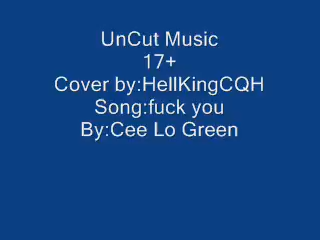 UnCut Music
17+
Cover by:HellKingCQH
Song:fuck you
By:Cee Lo Green